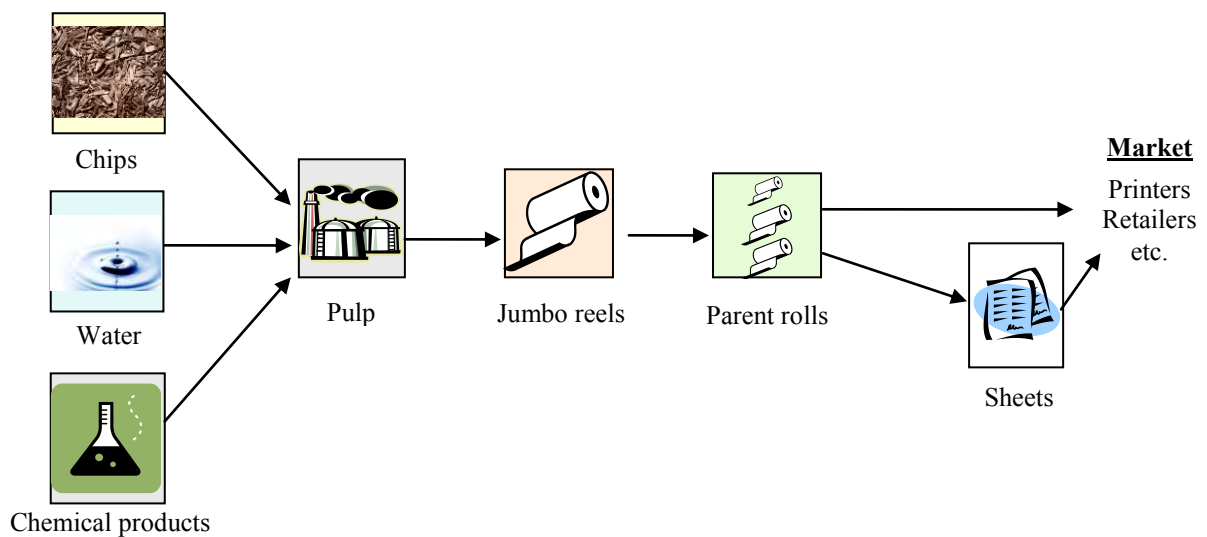 Chips
Water
Chemical products
Pulp
Jumbo reels
Parent rolls
Sheets
Market
Printers
Retailers
etc.